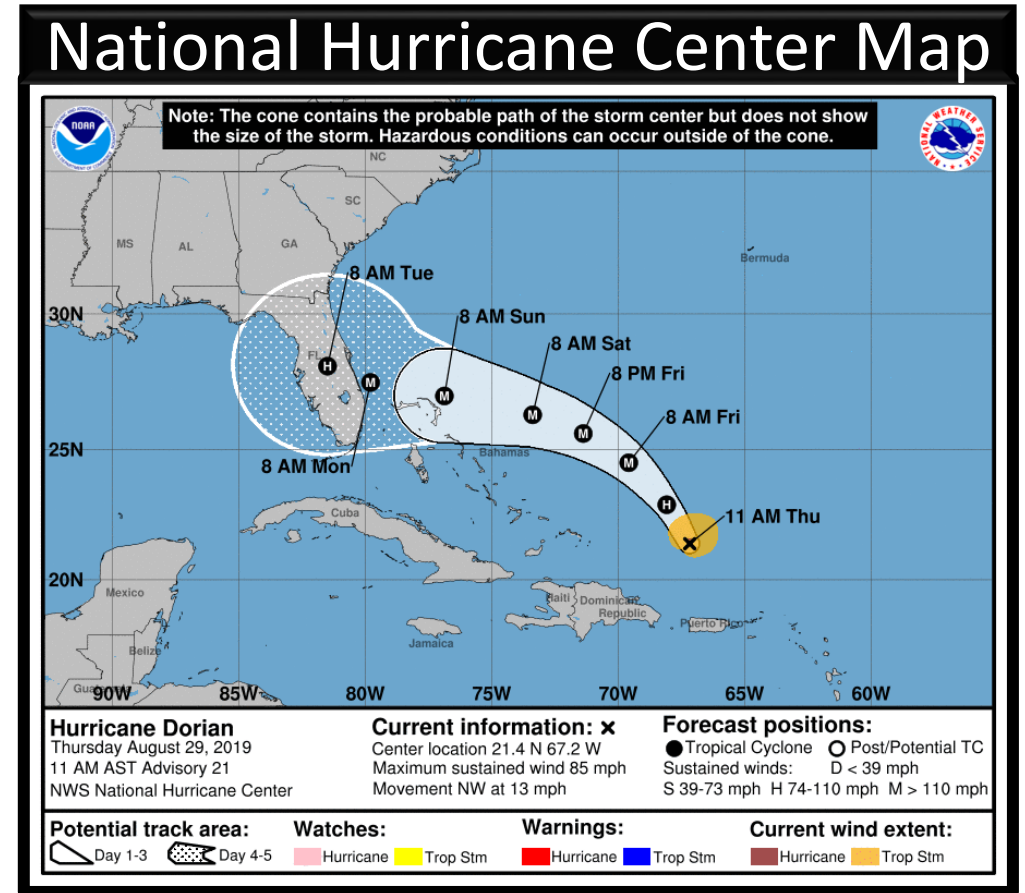 National Hurricane Center Map
Note: The cone contains the probable path of the storm center but does not show
the size of the storm. Hazardous conditions can occur outside of the cone.
NOAA
NATIONAL WEATHER SERVICE
NC
SC
MS
AL
GA
Bermuda
8 AM Tue
30N
8 AM Sun
8 AM Sat
FL
H
M
8 PM Fri
M
M
M
8 AM Fri
25N
8 AM Mon
Bahamas
M
H
Cuba
11 AM Thu
20N
Mexico
Haiti
Dominican
Republic
Puerto Rico
Jamaica
Belize
Guatemala
90W
85W
80W
75W
70W
65W
60W
Hurricane Dorian
Thursday August 29, 2019
11 AM AST Advisory 21
NWS National Hurricane Center
Current information: x
Center location 21.4 N 67.2 W
Maximum sustained wind 85 mph
Movement NW at 13 mph
Forecast positions:
Tropical Cyclone Post/Potential TC
Sustained winds: D < 39 mph
S 39-73 mph H 74-110 mph M > 110 mph
Potential track area:
Day 1-3 Day 4-5
Watches:
Hurricane Trop Stm
Warnings:
Hurricane Trop Stm
Current wind extent:
Hurricane Trop Stm